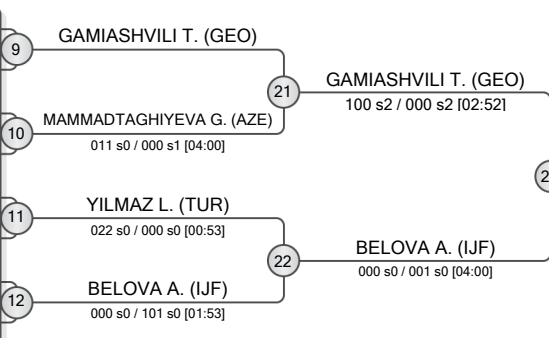 9
GAMIASHVILI T. (GEO)
21
GAMIASHVILI T. (GEO)
100 s2 / 000 s2 [02:52]
10
MAMMADTAGHIYEVA G. (AZE)
011 s0 / 000 s1 [04:00]
2
11
YILMAZ L. (TUR)
022 s0 / 000 s0 [00:53]
22
BELOVA A. (IJF)
000 s0 / 001 s0 [04:00]
12
BELOVA A. (IJF)
000 s0 / 101 s0 [01:53]